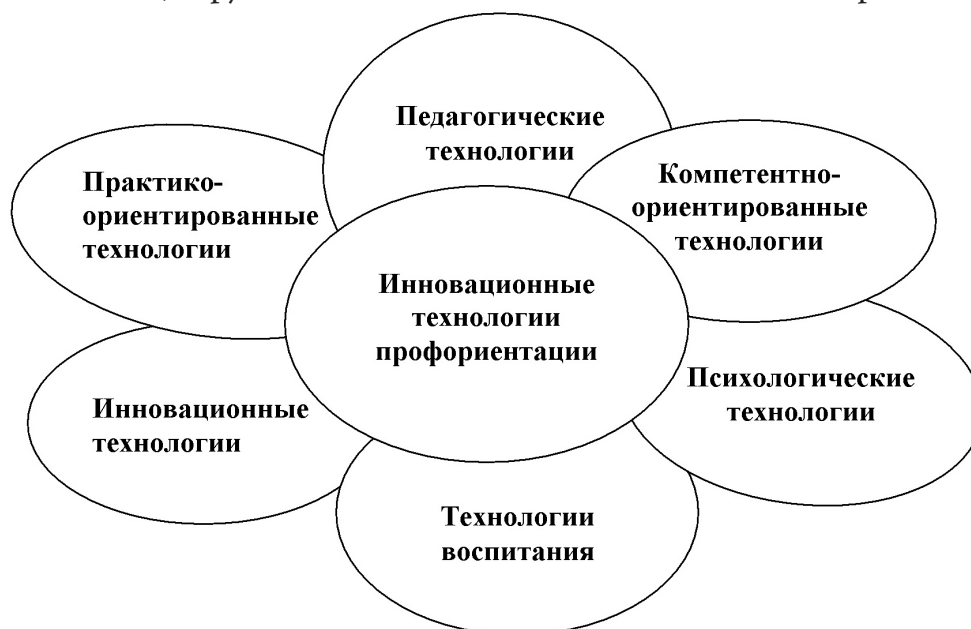 Педагогические
технологии
Практико-
ориентированные
технологии
Компетентно-
ориентированные
технологии
Инновационные
технологии
профориентации
Инновационные
технологии
Психологические
технологии
Технологии
воспитания